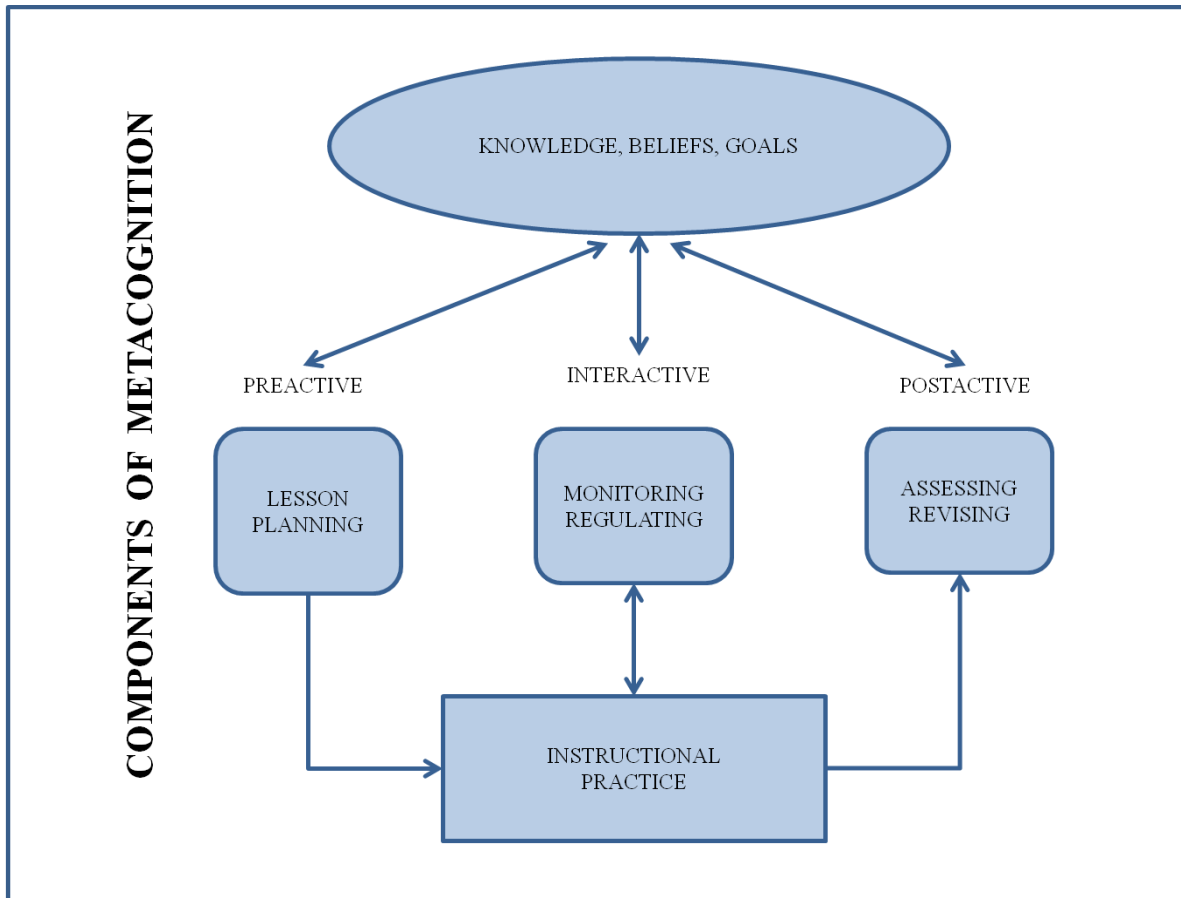 COMPONENTS OF METACOGNITION
KNOWLEDGE, BELIEFS, GOALS
PREACTIVE
INTERACTIVE
POSTACTIVE
LESSON
PLANNING
MONITORING
REGULATING
ASSESSING
REVISING
INSTRUCTIONAL
PRACTICE